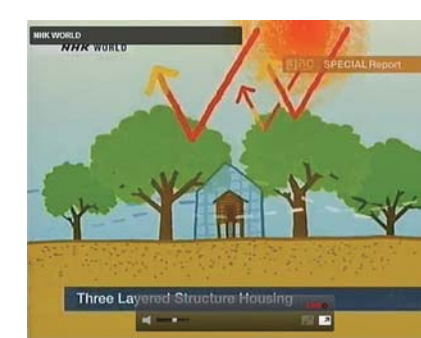 NHK WORLD
NHK WORLD
SPECIAL Report
Three Layered Structure Housing